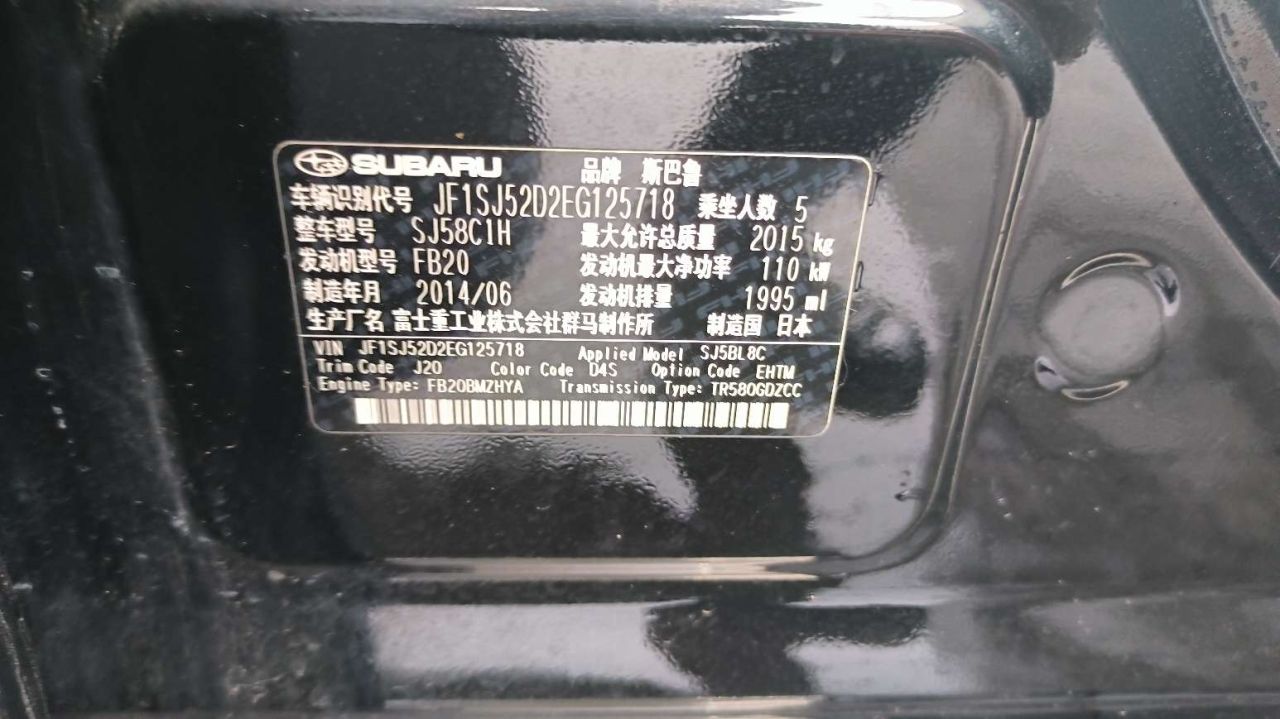 SUBARU 品牌 斯巴鲁
车辆识别代号 JF1SJ52D2EG125718 乘坐人数 5
整车型号 SJ58C1H 最大允许总质量 2015 kg
发动机型号 FB20 发动机最大净功率 110 kW
制造年月 2014/06 发动机排量 1995 ml
生产厂名 富士重工业株式会社群马制作所 制造国 日本
VIN JF1SJ52D2EG125718 Applied Model SJ5BL8C
Trim Code J20 Color Code D4S Option Code EHTM
Engine Type: FB20BMZHYA Transmission Type: TR580GDZCC